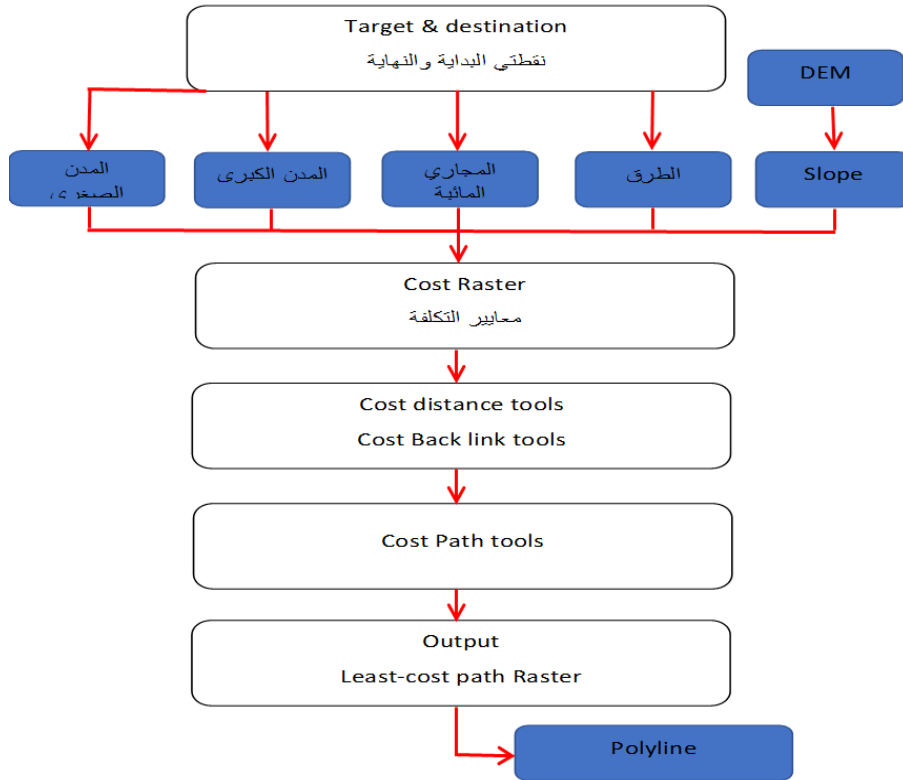 Target & destination
نقطتي البداية والنهاية
DEM
المدن
الصغرى
المدن الكبرى
المجاري
المائية
الطرق
Slope
Cost Raster
معايير التكلفة
Cost distance tools
Cost Back link tools
Cost Path tools
Output
Least-cost path Raster
Polyline